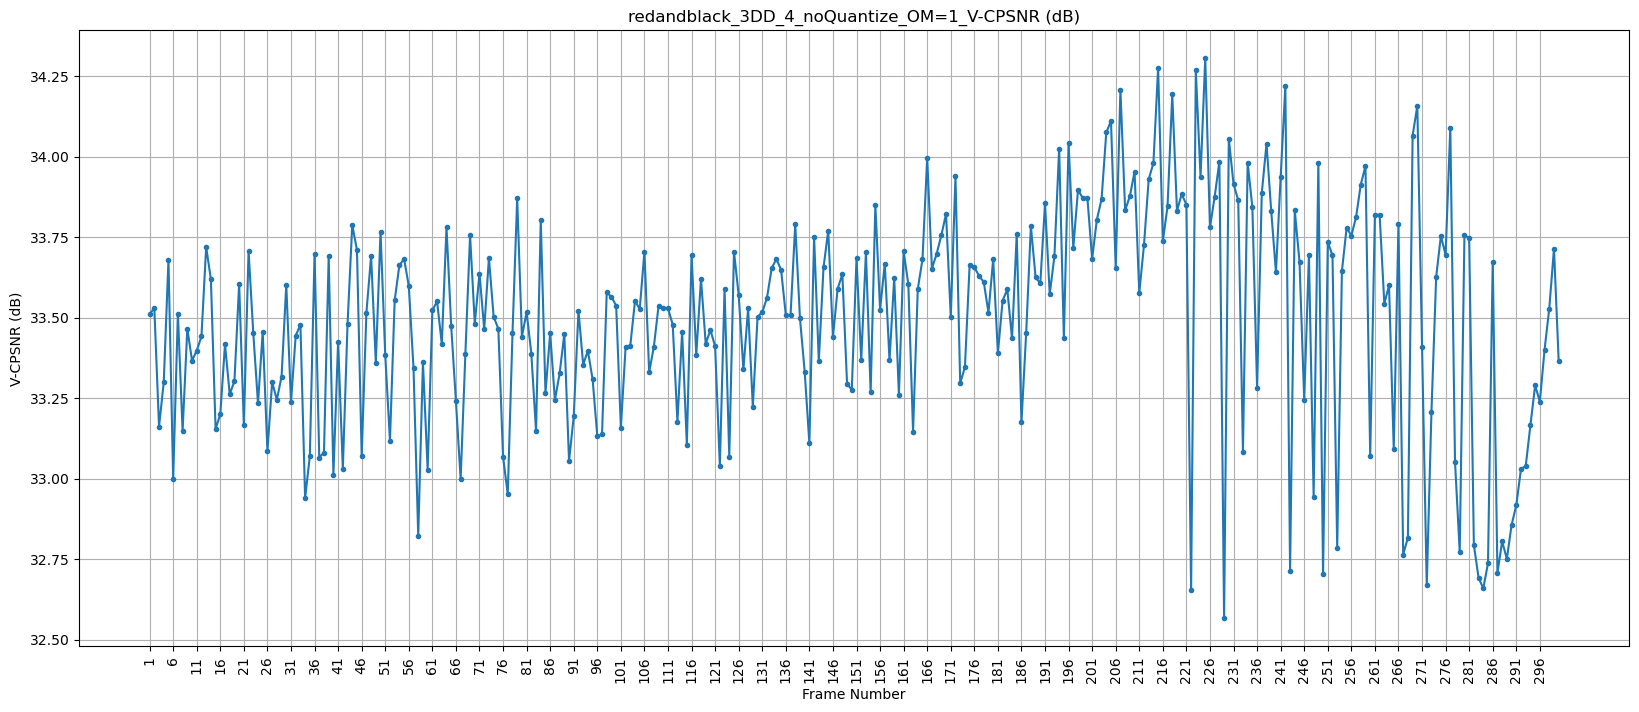 redandblack_3DD_4_noQuantize_OM=1_V-CPSNR (dB)
V-CPSNR (dB)
34.25
34.00
33.75
33.50
33.25
33.00
32.75
32.50
1 6 11 16 21 26 31 36 41 46 51 56 61 66 71 76 81 86 91 96 101 106 111 116 121 126 131 136 141 146 151 156 161 166 171 176 181 186 191 196 201 206 211 216 221 226 231 236 241 246 251 256 261 266 271 276 281 286 291 296
Frame Number